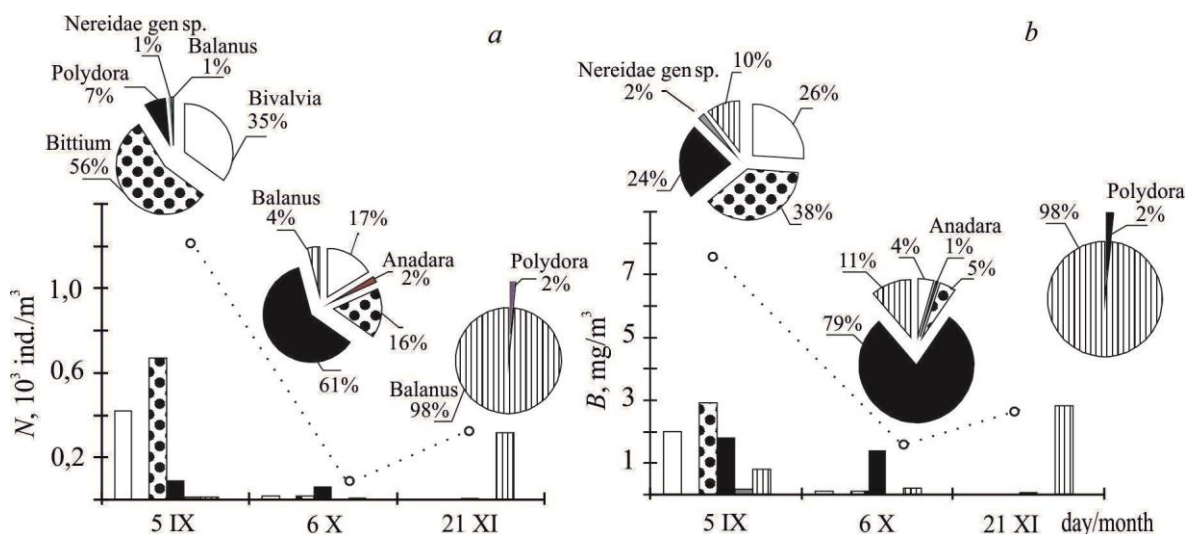 a
Nereidae gen sp.
1%
Balanus
1%
Polydora
7%
Bivalvia
35%
Bittium
56%
Balanus
4%
17%
Anadara
2%
16%
61%
Polydora
2%
Balanus
98%
N, 10³ ind./m³
1,0
0,6
0,2
5 IX
6 X
21 XI
b
Nereidae gen sp.
2%
10%
26%
24%
38%
11%
4%
Anadara
1%
5%
79%
98%
Polydora
2%
B, mg/m³
7
5
3
1
5 IX
6 X
21 XI
day/month